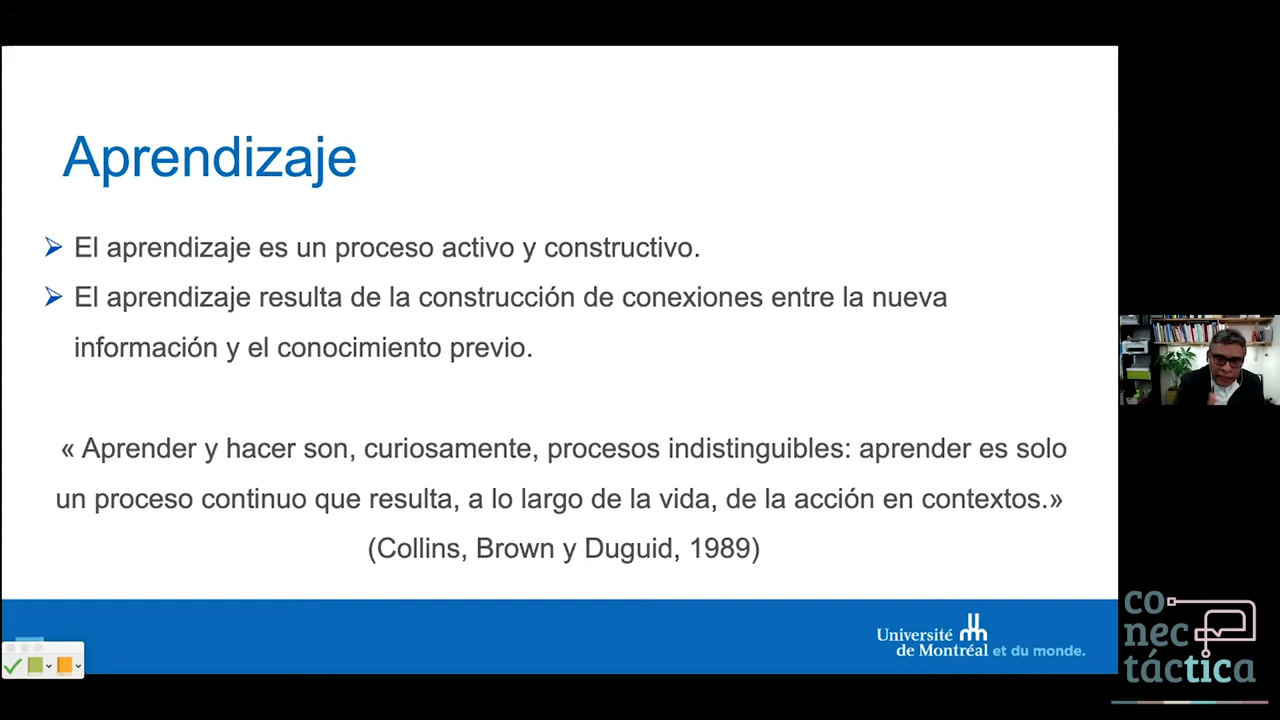 Aprendizaje
El aprendizaje es un proceso activo y constructivo.
El aprendizaje resulta de la construcción de conexiones entre la nueva
información y el conocimiento previo.
« Aprender y hacer son, curiosamente, procesos indistinguibles: aprender es solo
un proceso continuo que resulta, a lo largo de la vida, de la acción en contextos.»
(Collins, Brown y Duguid, 1989)
Université
de Montréal et du monde.
co
nec
táctica